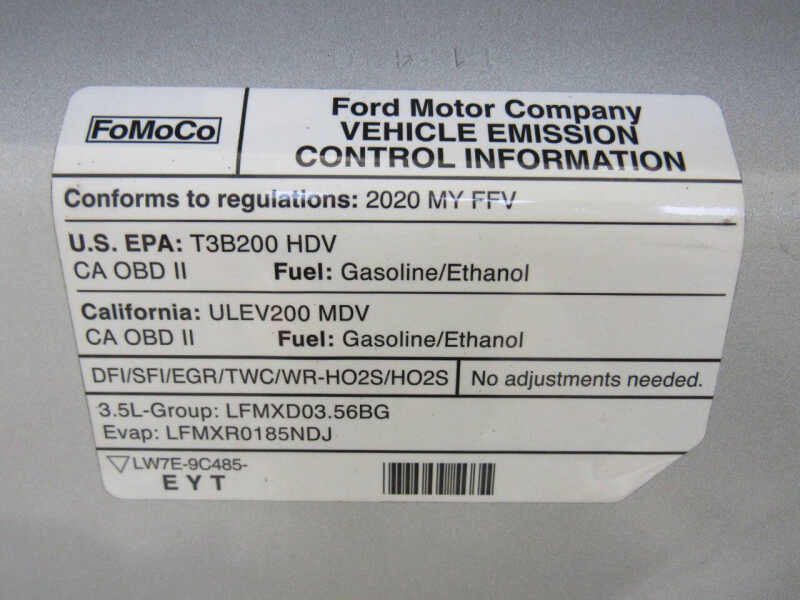 FoMoCo
Ford Motor Company
VEHICLE EMISSION
CONTROL INFORMATION
Conforms to regulations: 2020 MY FFV
U.S. EPA: T3B200 HDV
CA OBD II Fuel: Gasoline/Ethanol
California: ULEV200 MDV
CA OBD II Fuel: Gasoline/Ethanol
DFI/SFI/EGR/TWC/WR-HO2S/HO2S No adjustments needed.
3.5L-Group: LFMXD03.56BG
Evap: LFMXR0185NDJ
LW7E-9C485-
E Y T